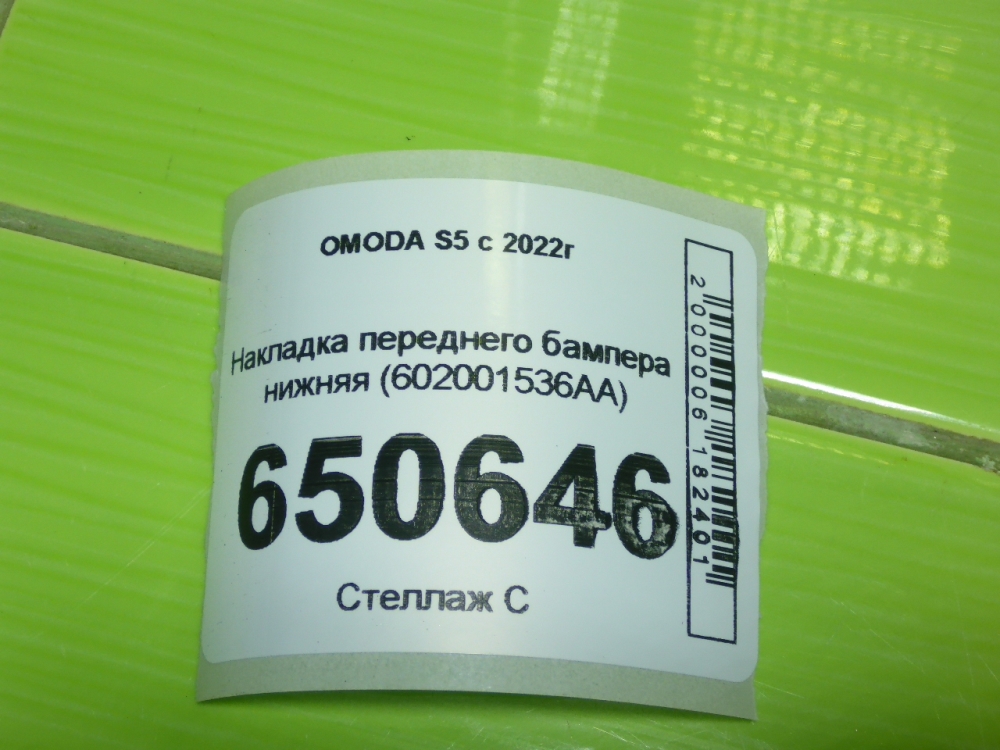 OMODA S5 с 2022г
Накладка переднего бампера
нижняя (602001536AA)
650646
Стеллаж С
2000006182401